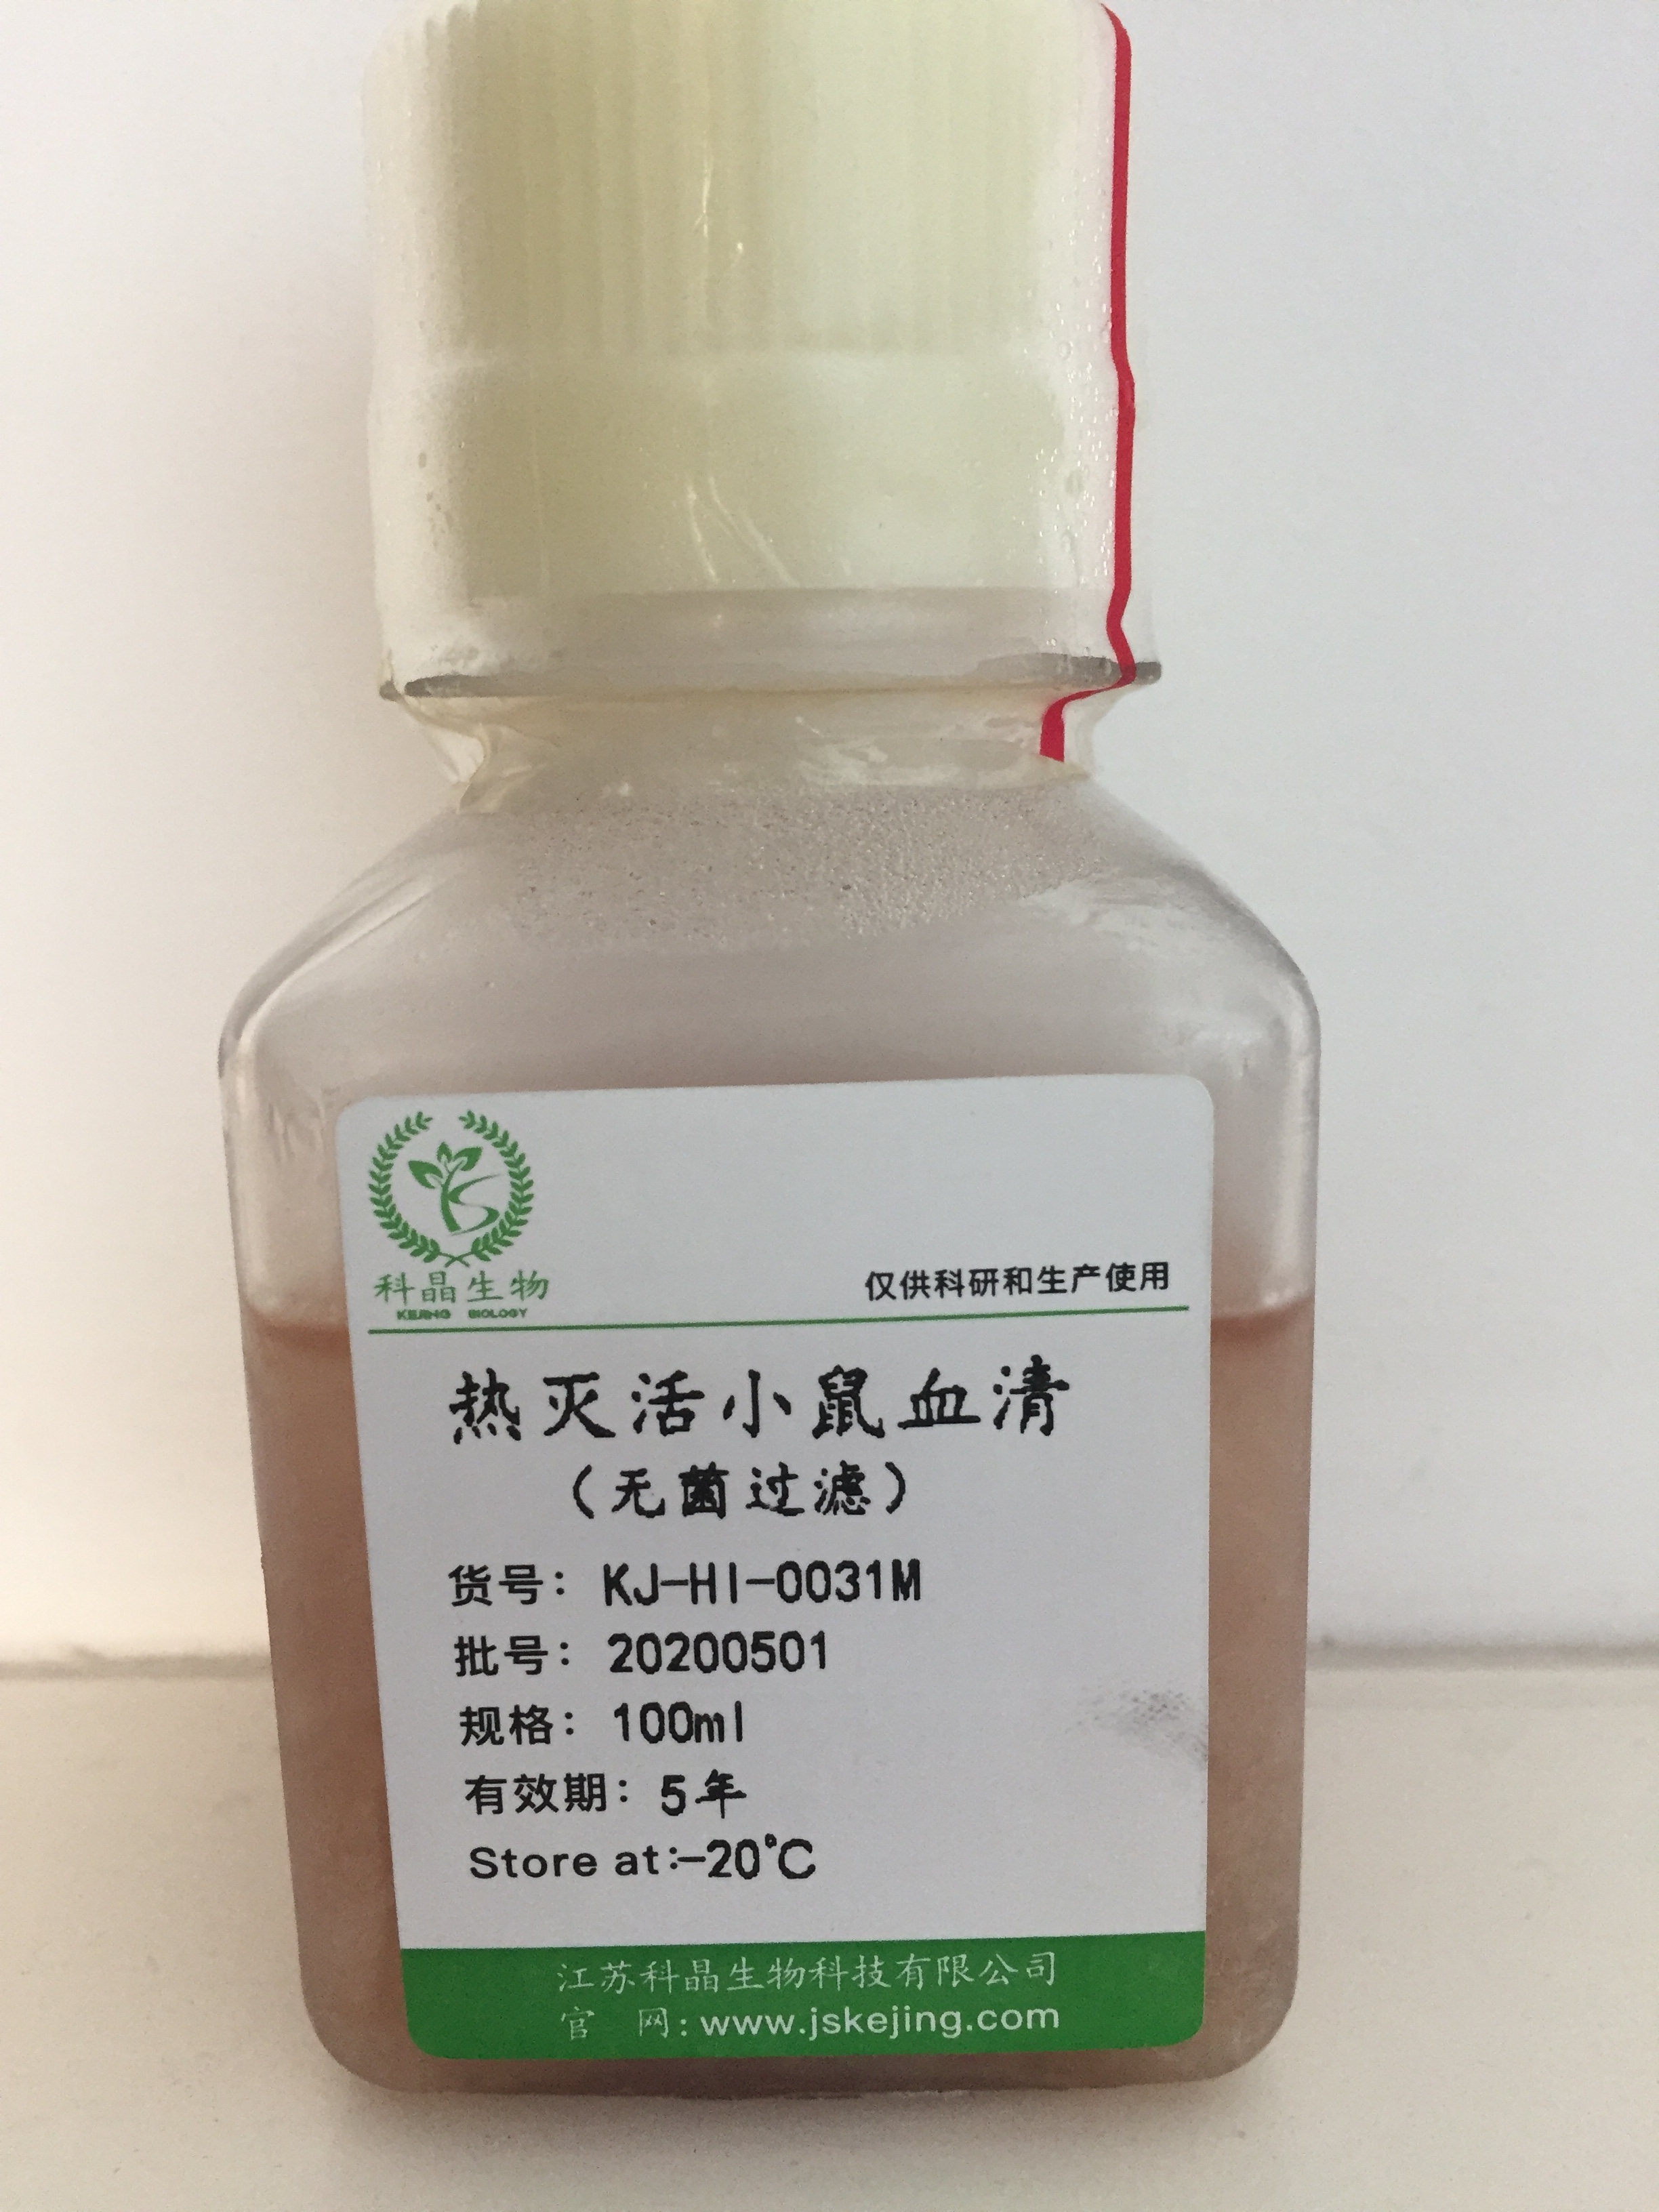 科晶生物
KEJING BIOLOGY
仅供科研和生产使用
热灭活小鼠血清
(无菌过滤)
货号: KJ-HI-0031M
批号: 20200501
规格: 100ml
有效期: 5年
Store at:-20℃
江苏科晶生物科技有限公司
官 网: www.jskejing.com